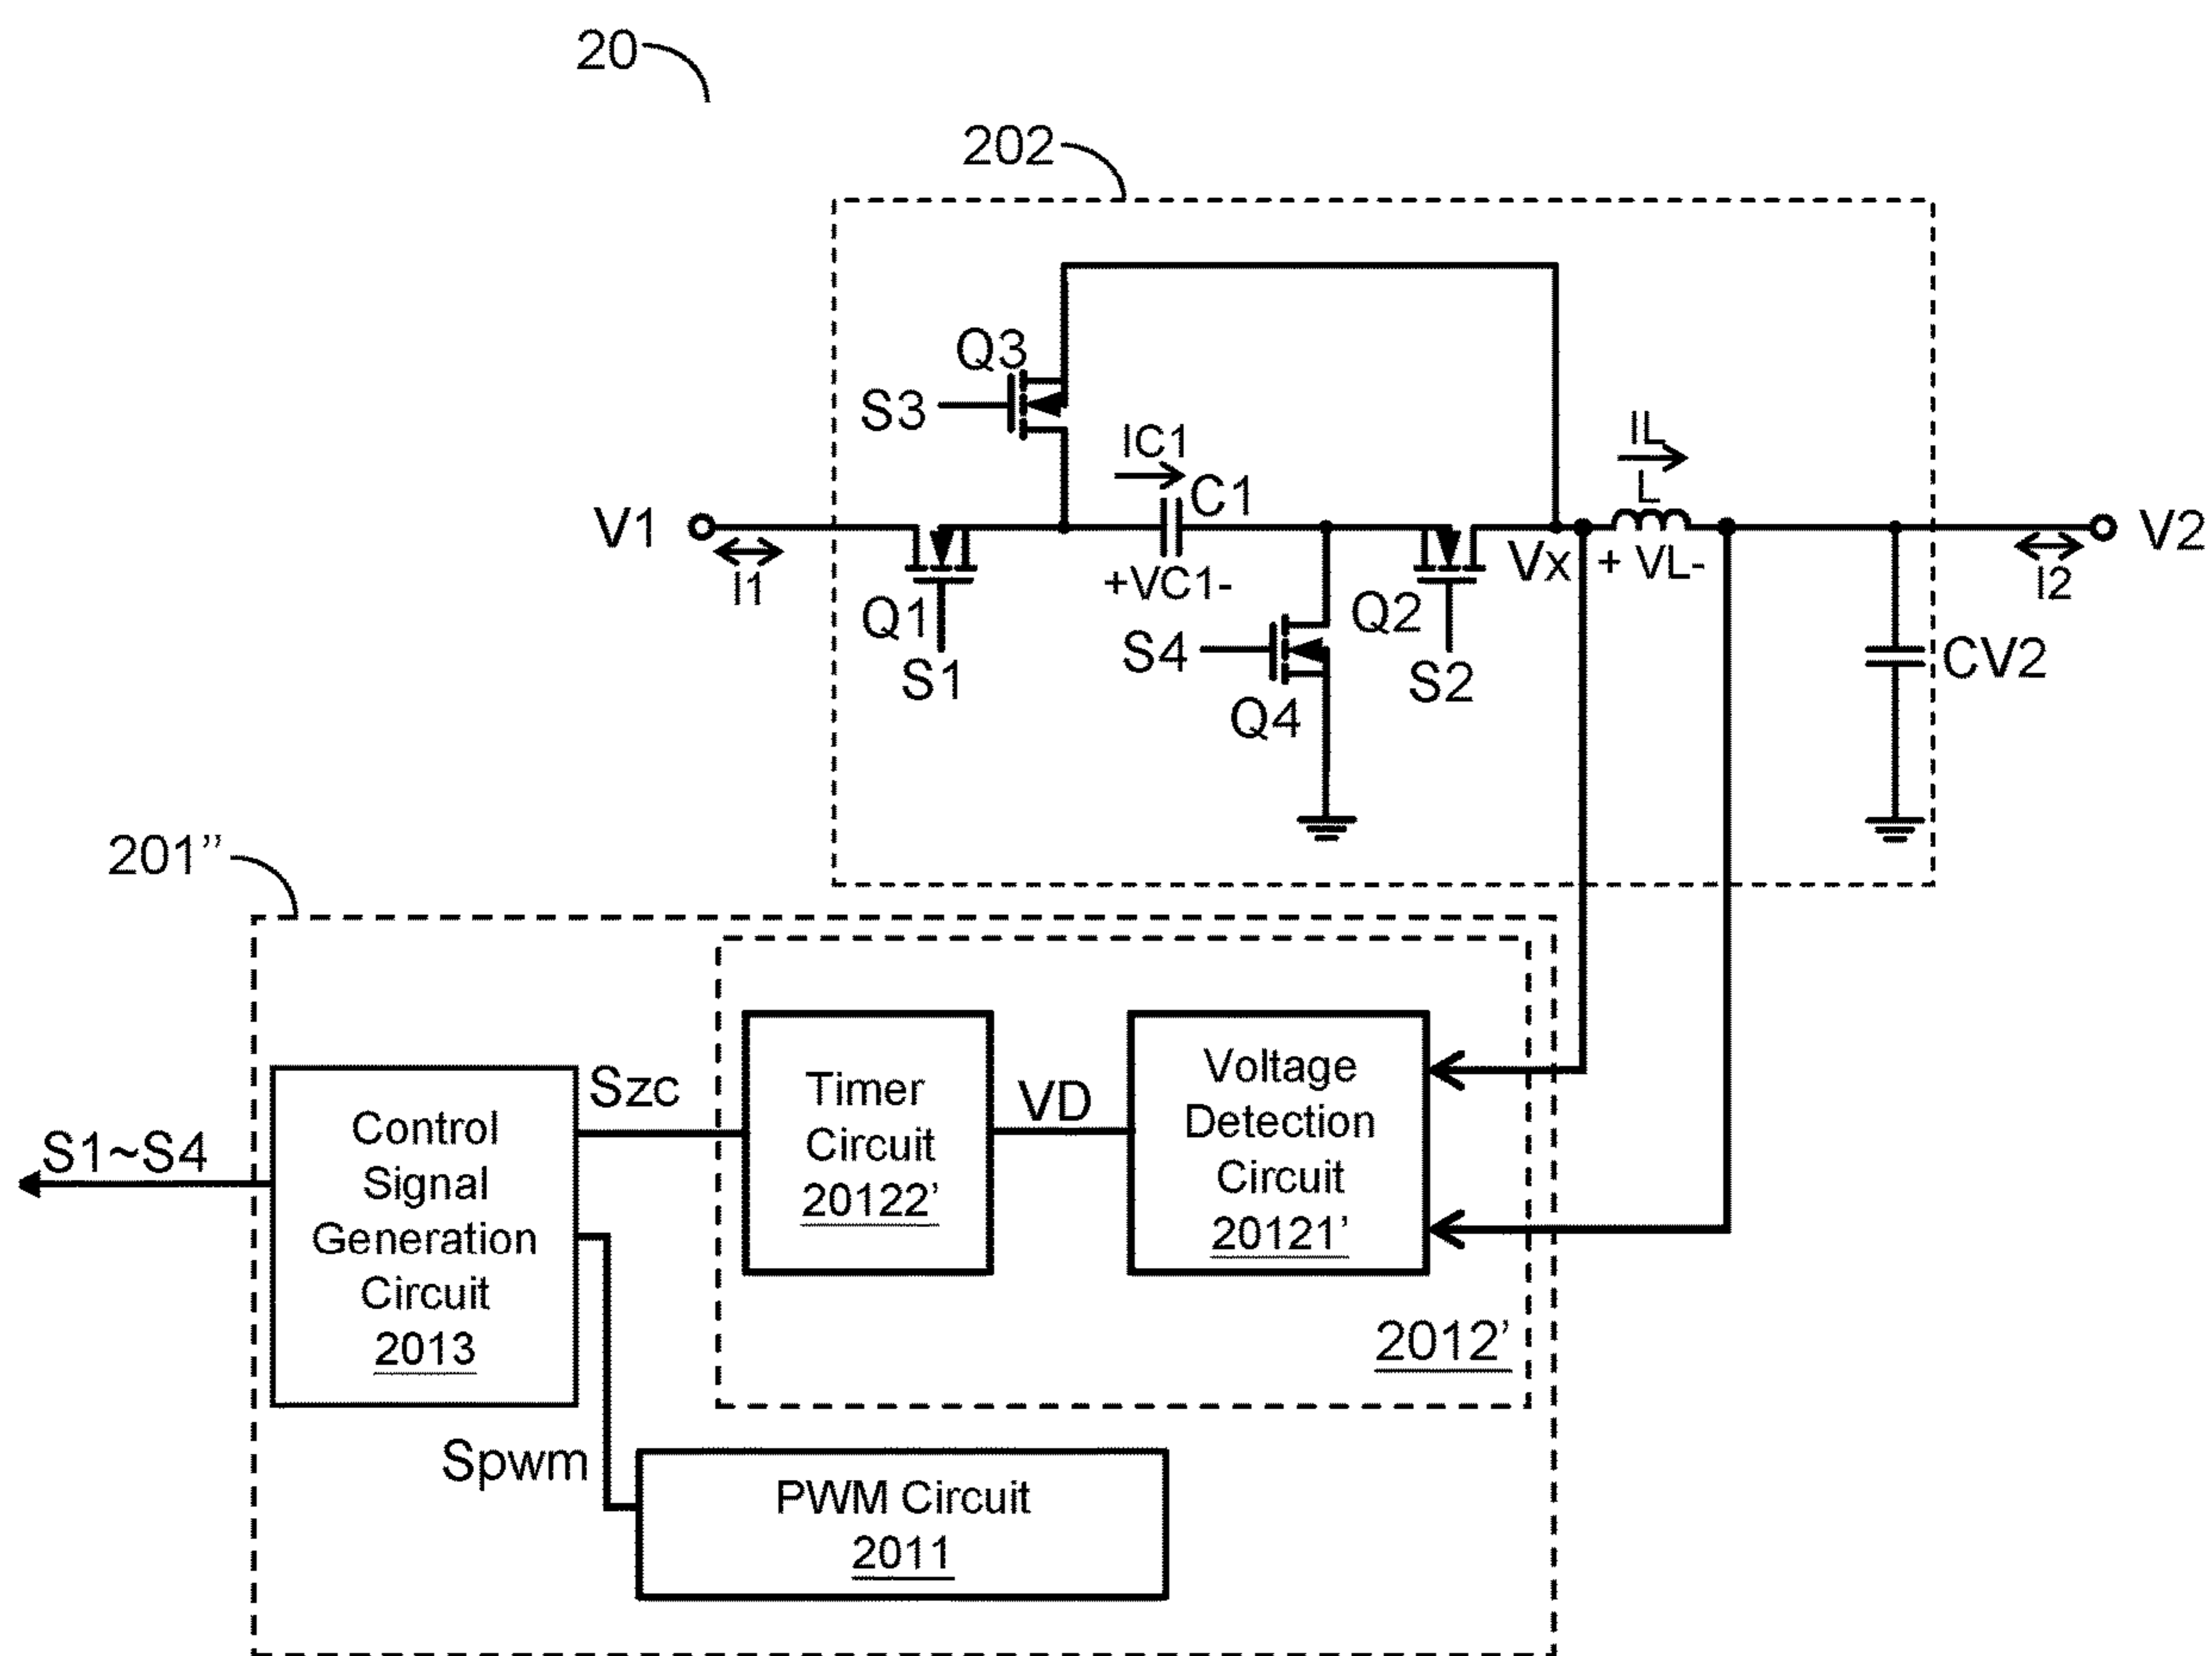 20
202
Q3
S3
IC1
C1
IL
L
V1
I1
+VC1-
Vx
+ VL-
I2
V2
Q1
S1
S4
Q4
Q2
S2
CV2
201’’
S1~S4
Control
Signal
Generation
Circuit
2013
Szc
Timer
Circuit
20122’
VD
Voltage
Detection
Circuit
20121’
2012’
Spwm
PWM Circuit
2011